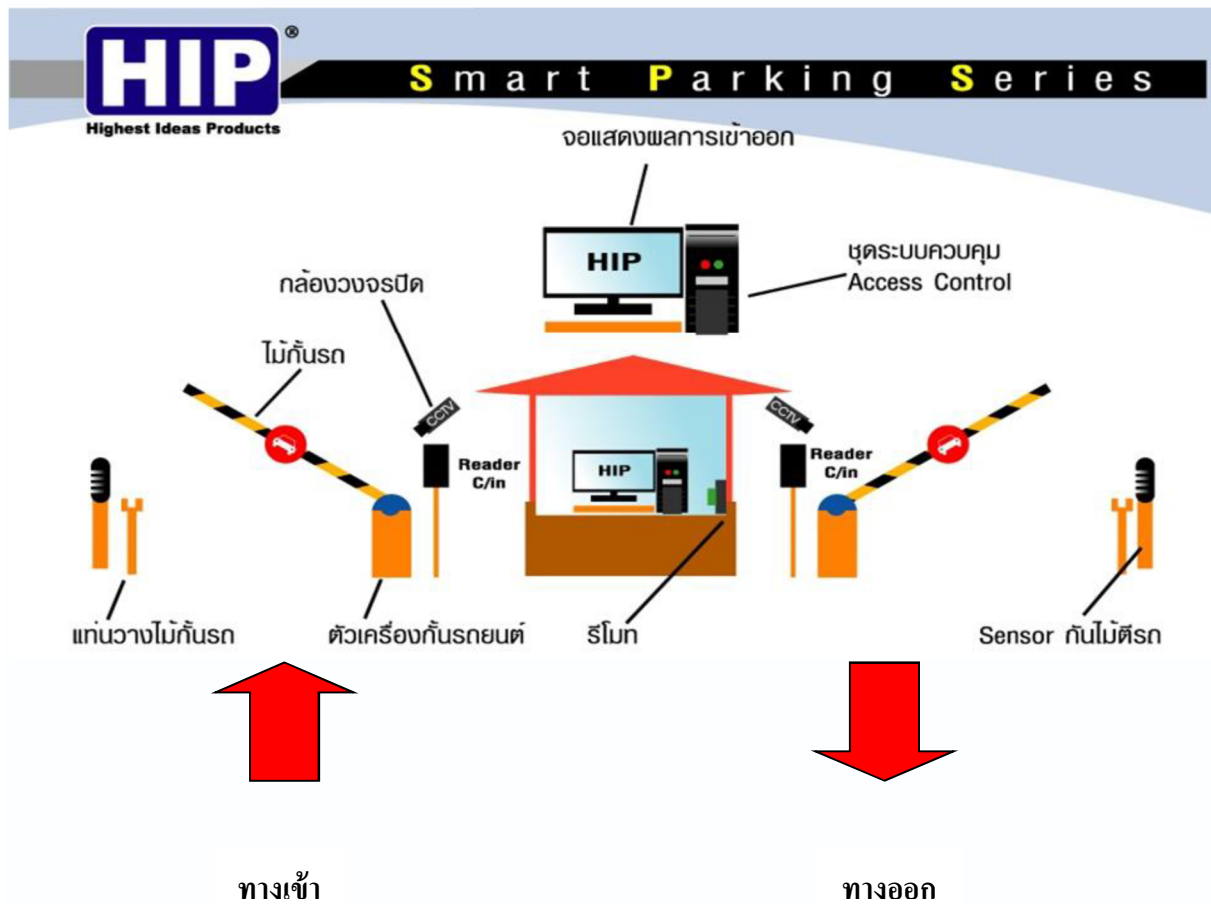 HIP®
Highest Ideas Products
Smart Parking Series
จอแสดงผลการเข้าออก
HIP
ชุดระบบควบคุม
Access Control
กล้องวงจรปิด
ไม้กั้นรถ
CCTV
CCTV
Reader
C/in
HIP
Reader
C/in
แท่นวางไม้กั้นรถ
ตัวเครื่องกั้นรถยนต์
รีโมท
Sensor กันไม้ตีรถ
ทางเข้า
ทางออก